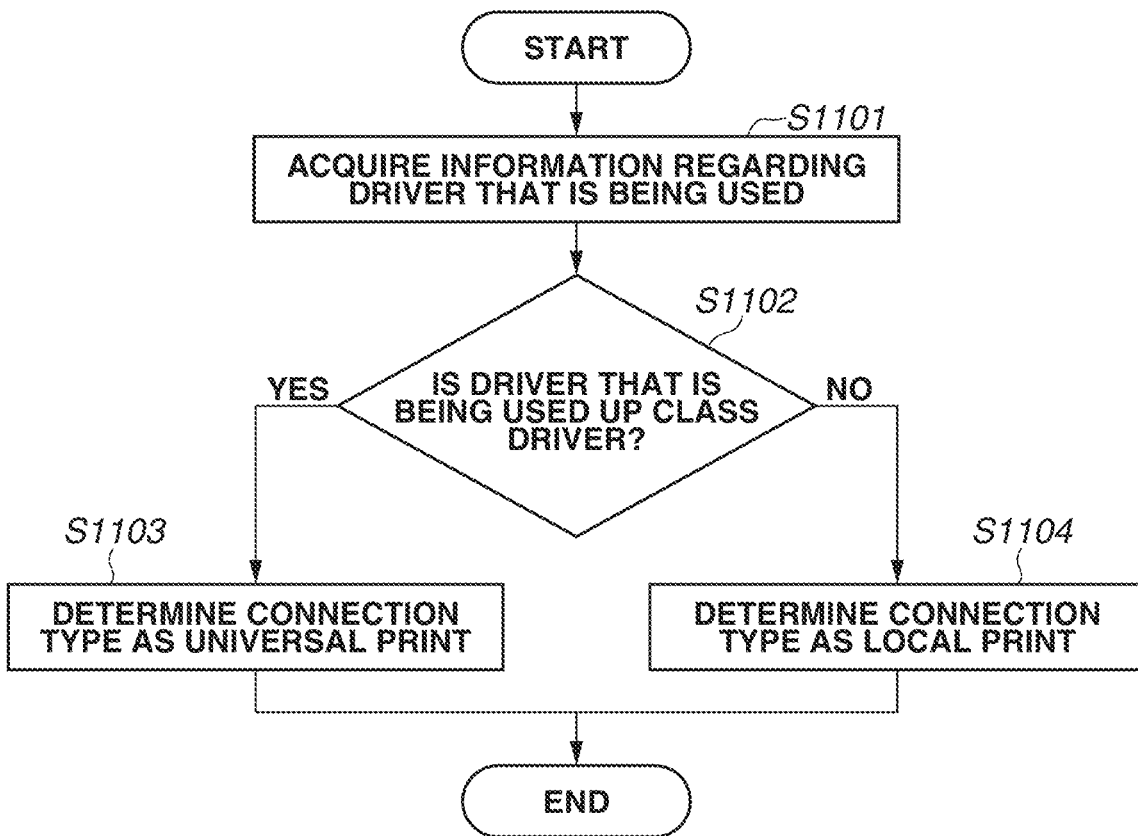 START
S1101
ACQUIRE INFORMATION REGARDING
DRIVER THAT IS BEING USED
S1102
YES
IS DRIVER THAT IS
BEING USED UP CLASS
DRIVER?
NO
S1103
DETERMINE CONNECTION
TYPE AS UNIVERSAL PRINT
S1104
DETERMINE CONNECTION
TYPE AS LOCAL PRINT
END